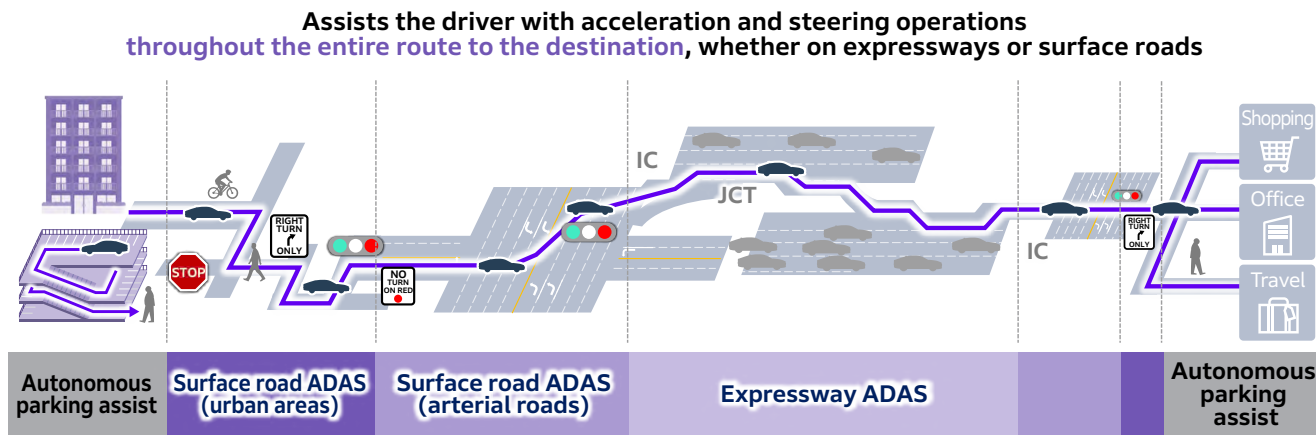 Assists the driver with acceleration and steering operations
throughout the entire route to the destination, whether on expressways or surface roads
RIGHT
TURN
ONLY
STOP
NO
TURN
ON RED
IC
JCT
IC
RIGHT
TURN
ONLY
Shopping
Office
Travel
Autonomous
parking assist
Surface road ADAS
(urban areas)
Surface road ADAS
(arterial roads)
Expressway ADAS
Autonomous
parking
assist